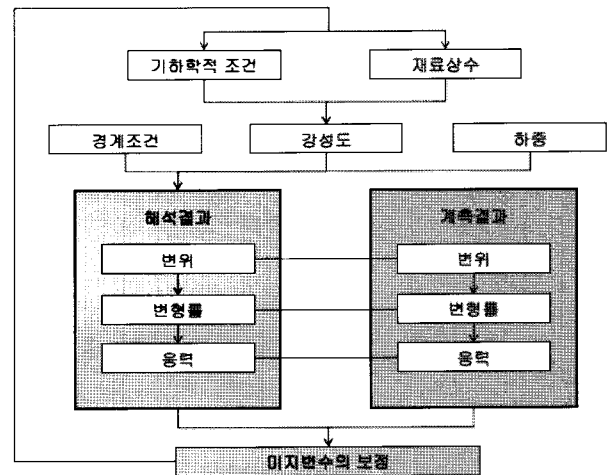 기하학적 조건
재료상수
경계조건
강성도
하중
해석결과
계측결과
변위
변위
변형률
변형률
응력
응력
미지변수의 보정